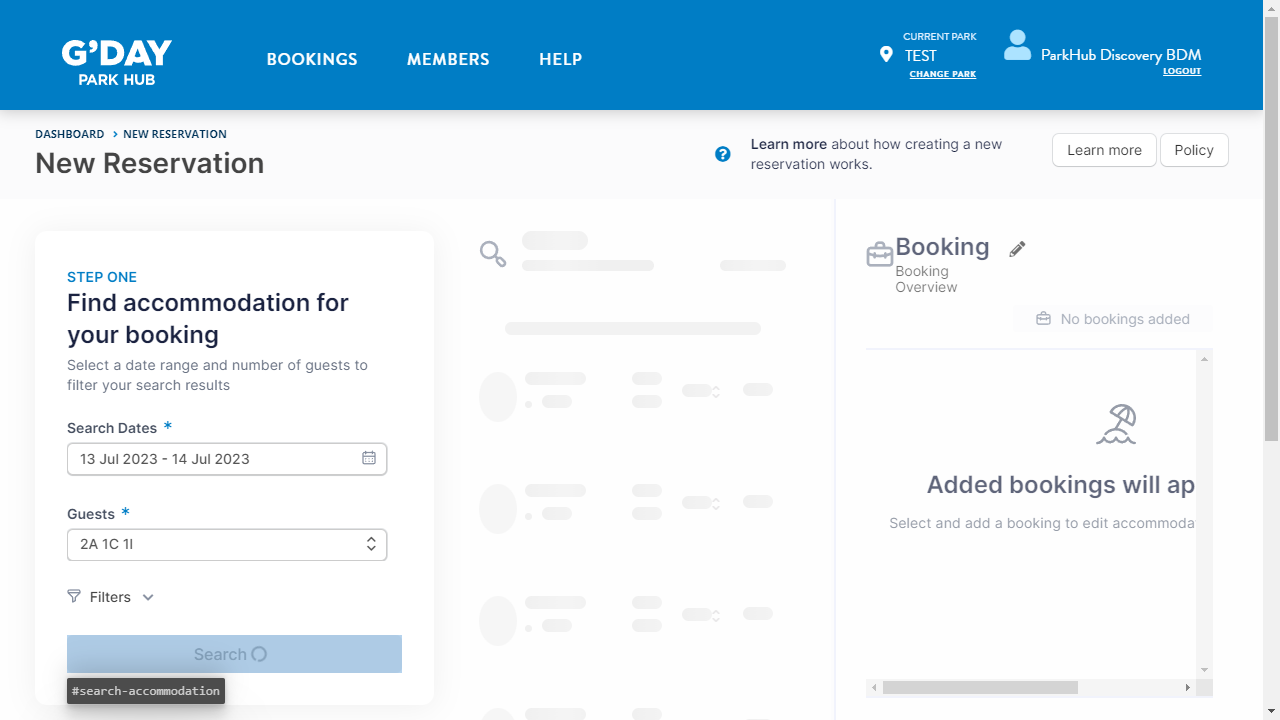 G'DAY
PARK HUB
BOOKINGS
MEMBERS
HELP
CURRENT PARK
TEST
CHANGE PARK
ParkHub Discovery BDM
LOGOUT
DASHBOARD > NEW RESERVATION
New Reservation
Learn more about how creating a new
reservation works.
Learn more
Policy
STEP ONE
Find accommodation for
your booking
Select a date range and number of guests to
filter your search results
Search Dates *
13 Jul 2023 - 14 Jul 2023
Guests *
2A 1C 1I
Filters
Search
#search-accommodation
Booking
Booking
Overview
No bookings added
Added bookings will ap
Select and add a booking to edit accommoda